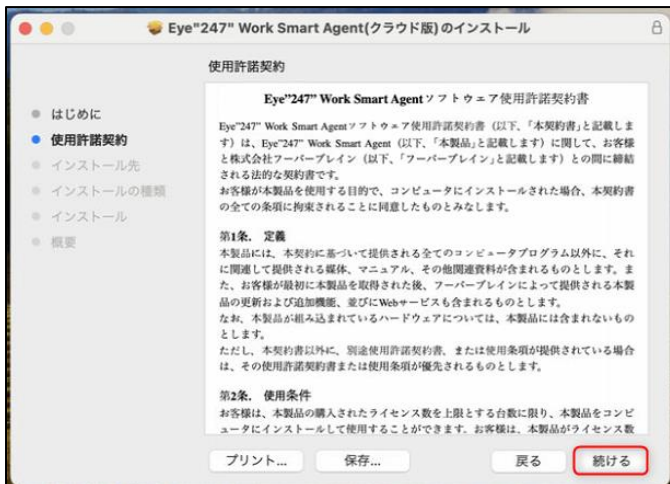 Eye"247" Work Smart Agent(クラウド版)のインストール
使用許諾契約
はじめに
使用許諾契約
インストール先
インストールの種類
インストール
概要
Eye"247" Work Smart Agentソフトウェア使用許諾契約書
Eye"247" Work Smart Agentソフトウェア使用許諾契約書（以下、「本契約書」と記載しま
す）は、Eye"247" Work Smart Agent（以下、「本製品」と記載します）に関して、お客様
と株式会社フーバーブレイン（以下、「フーバーブレイン」と記載します）との間に締結
される法的な契約書です。
お客様が本製品を使用する目的で、コンピュータにインストールされた場合、本契約書
の全ての条項に拘束されることに同意したものとみなします。
第1条. 定義
本製品には、本契約に基づいて提供される全てのコンピュータプログラム以外に、それ
に関連して提供される媒体、マニュアル、その他関連資料が含まれるものとします。ま
た、お客様が最初に本製品を取得された後、フーバーブレインによって提供される本製
品の更新および追加機能、並びにWebサービスも含まれるものとします。
なお、本製品が組み込まれているハードウェアについては、本製品には含まれないもの
とします。
ただし、本契約書以外に、別途使用許諾契約書、または使用条項が提供されている場合
は、その使用許諾契約書または使用条項が優先されるものとします。
第2条. 使用条件
お客様は、本製品の購入されたライセンス数を上限とする台数に限り、本製品をコンピ
ュータにインストールして使用することができます。お客様は、本製品がライセンス数
プリント...
保存...
戻る
続ける